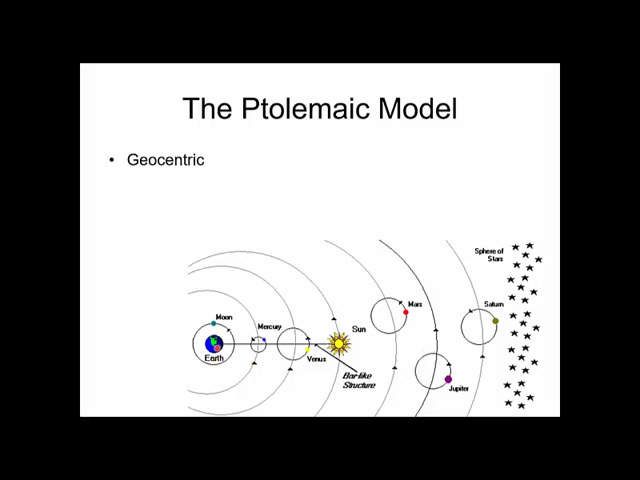 The Ptolemaic Model
• Geocentric
Sphere of
Stars
Mars
Saturn
Moon
Mercury
Sun
Earth
Venus
Bar-like
Structure
Jupiter